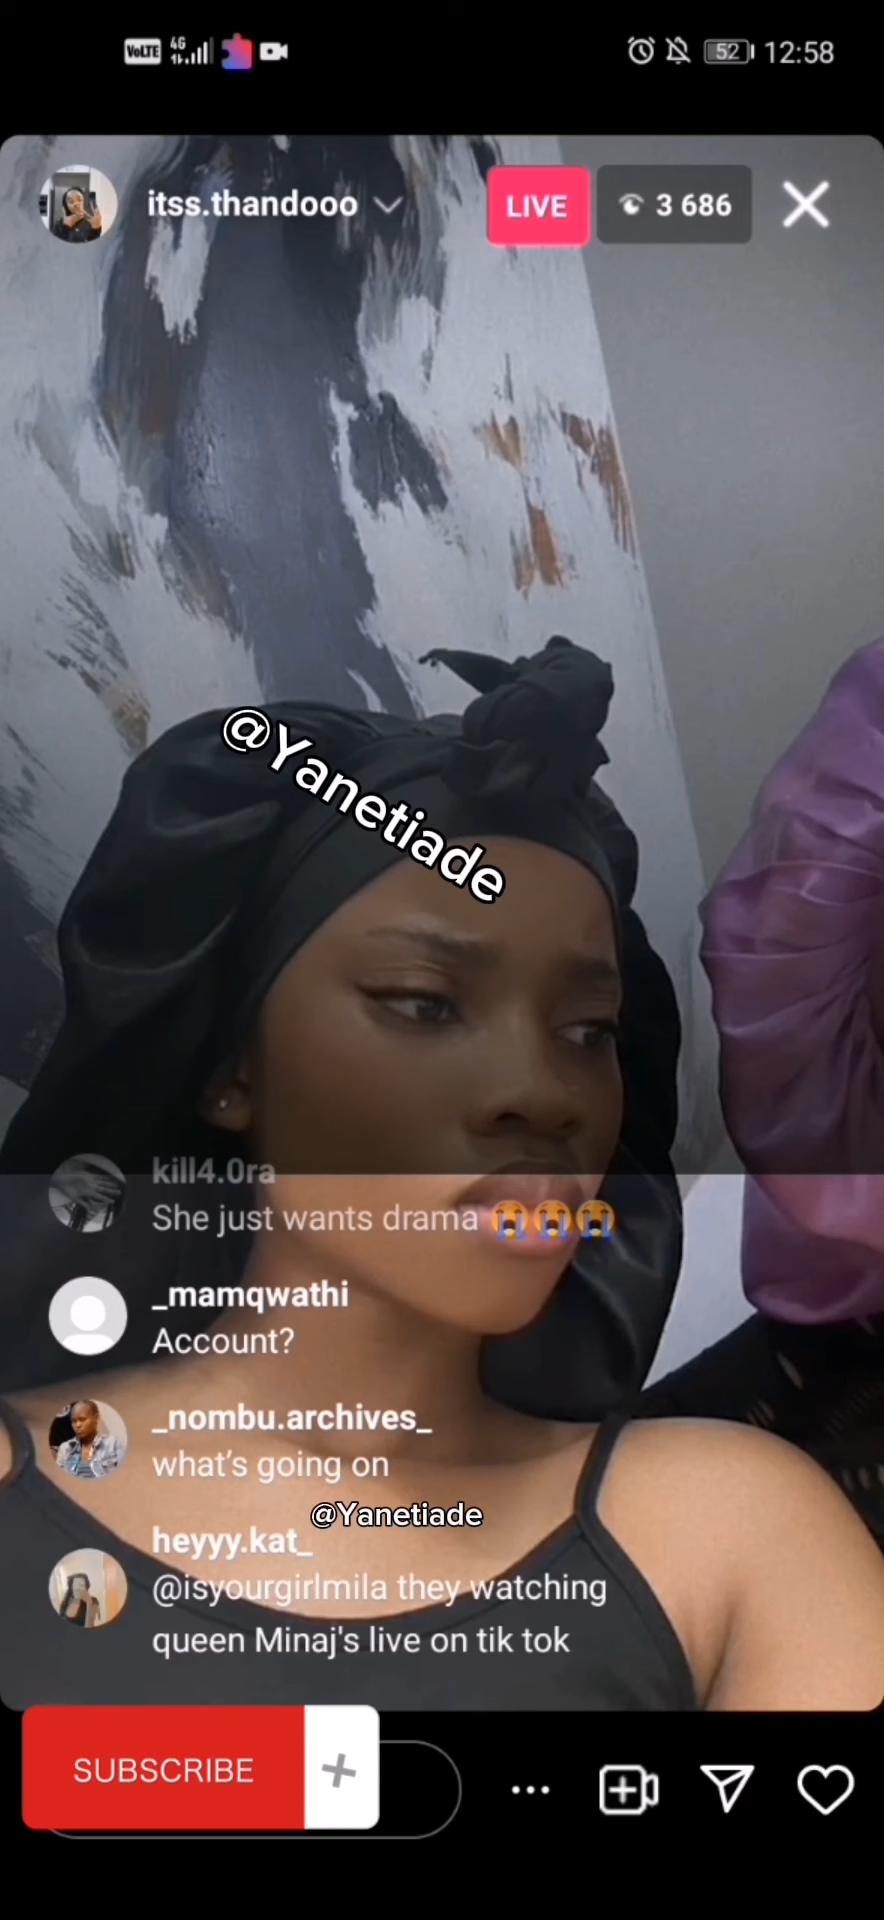 VoLTE 4G 52 12:58
itss.thandooo LIVE 3 686
@Yanetiade
kill4.0ra
She just wants drama 😭😭😭
_mamqwathi
Account?
_nombu.archives_
what's going on
@Yanetiade
heyyy.kat_
@isyourgirlmila they watching
queen Minaj's live on tik tok
SUBSCRIBE +